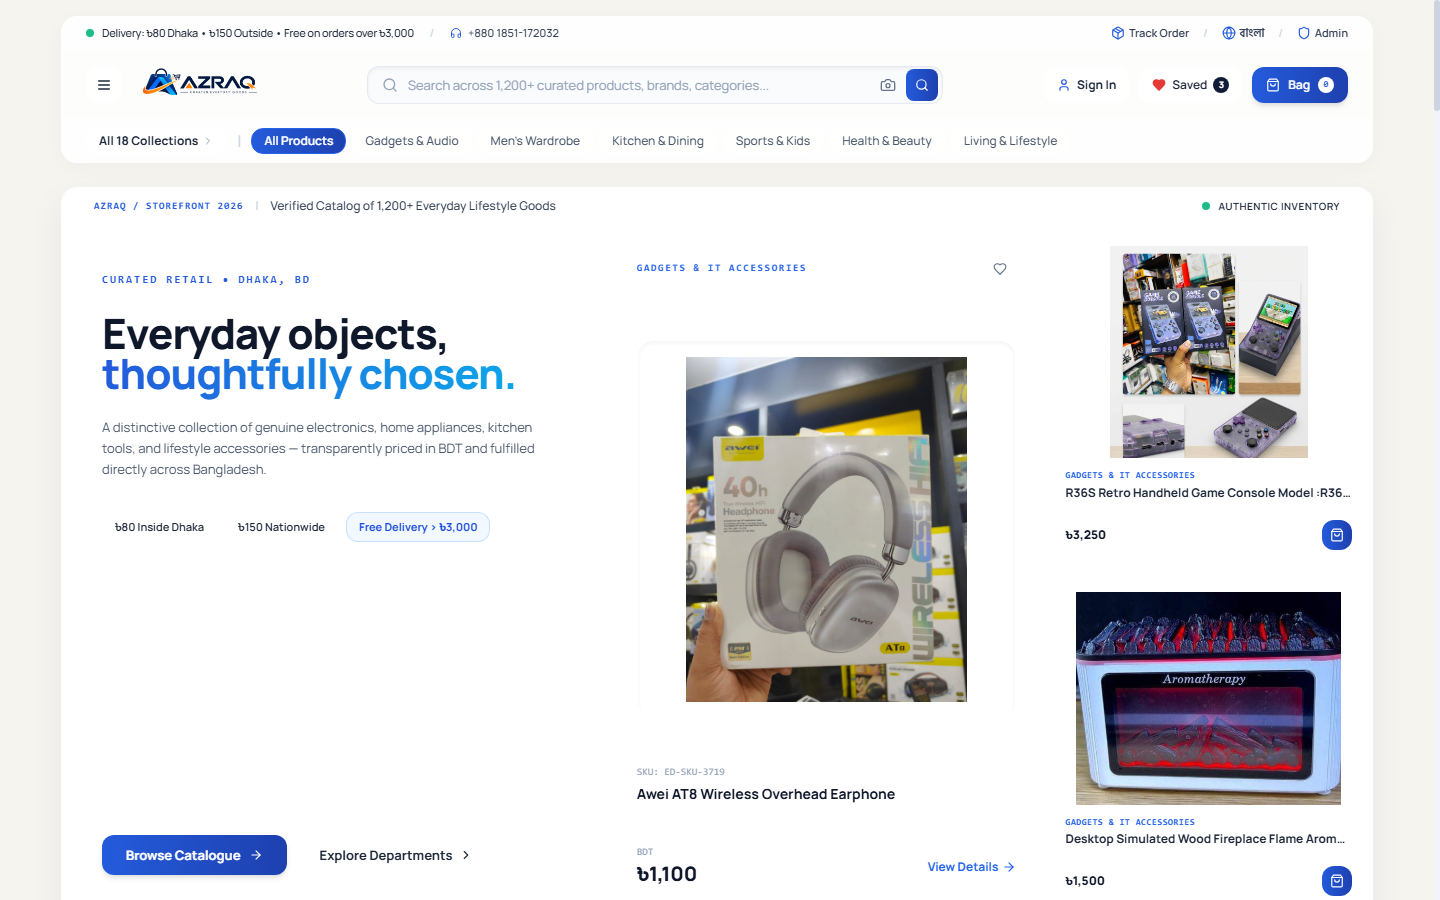 Delivery: ৳80 Dhaka • ৳150 Outside • Free on orders over ৳3,000 / +880 1851-172032
Track Order / বাংলা / Admin
AZRAQ
Search across 1,200+ curated products, brands, categories...
Sign In
Saved 3
Bag 0
All 18 Collections
All Products
Gadgets & Audio
Men's Wardrobe
Kitchen & Dining
Sports & Kids
Health & Beauty
Living & Lifestyle
AZRAQ / STOREFRONT 2026 | Verified Catalog of 1,200+ Everyday Lifestyle Goods
AUTHENTIC INVENTORY
CURATED RETAIL • DHAKA, BD
Everyday objects,
thoughtfully chosen.
A distinctive collection of genuine electronics, home appliances, kitchen
tools, and lifestyle accessories — transparently priced in BDT and fulfilled
directly across Bangladesh.
৳80 Inside Dhaka
৳150 Nationwide
Free Delivery > ৳3,000
Browse Catalogue
Explore Departments
GADGETS & IT ACCESSORIES
awei
40h
Headphone
WIRELESS HIFI
awei
AT8
SKU: ED-SKU-3719
Awei AT8 Wireless Overhead Earphone
BDT
৳1,100
View Details
GADGETS & IT ACCESSORIES
R36S Retro Handheld Game Console Model :R36...
৳3,250
Aromatherapy
GADGETS & IT ACCESSORIES
Desktop Simulated Wood Fireplace Flame Arom...
৳1,500